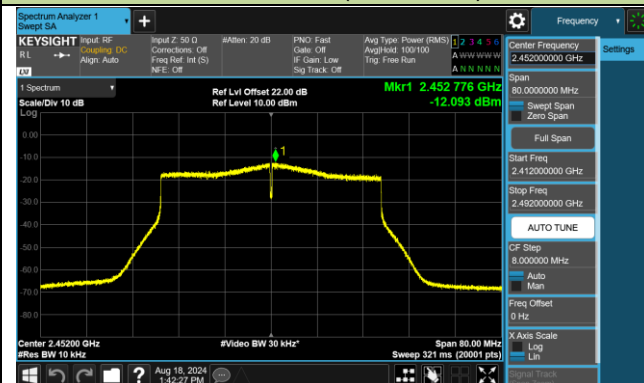 Spectrum Analyzer 1
Swept SA
Frequency
KEYSIGHT
RL
LXI
Input: RF
Coupling: DC
Align: Auto
Input Z: 50 Ω
Corrections: Off
Freq Ref: Int (S)
NFE: Off
#Atten: 20 dB
PNO: Fast
Gate: Off
IF Gain: Low
Sig Track: Off
Avg Type: Power (RMS)
Avg|Hold: 100/100
Trig: Free Run
1 2 3 4 5 6
A W W W W W
A N N N N N
1 Spectrum
Scale/Div 10 dB
Log
Ref Lvl Offset 22.00 dB
Ref Level 10.00 dBm
Mkr1 2.452 776 GHz
-12.093 dBm
1
0.00
-10.0
-20.0
-30.0
-40.0
-50.0
-60.0
-70.0
-80.0
Center 2.45200 GHz
#Res BW 10 kHz
#Video BW 30 kHz*
Span 80.00 MHz
Sweep 321 ms (20001 pts)
Aug 18, 2024
1:42:27 PM
Settings
Center Frequency
2.452000000 GHz
Span
80.0000000 MHz
Swept Span
Zero Span
Full Span
Start Freq
2.412000000 GHz
Stop Freq
2.492000000 GHz
AUTO TUNE
CF Step
8.000000 MHz
Auto
Man
Freq Offset
0 Hz
X Axis Scale
Log
Lin
Signal Track